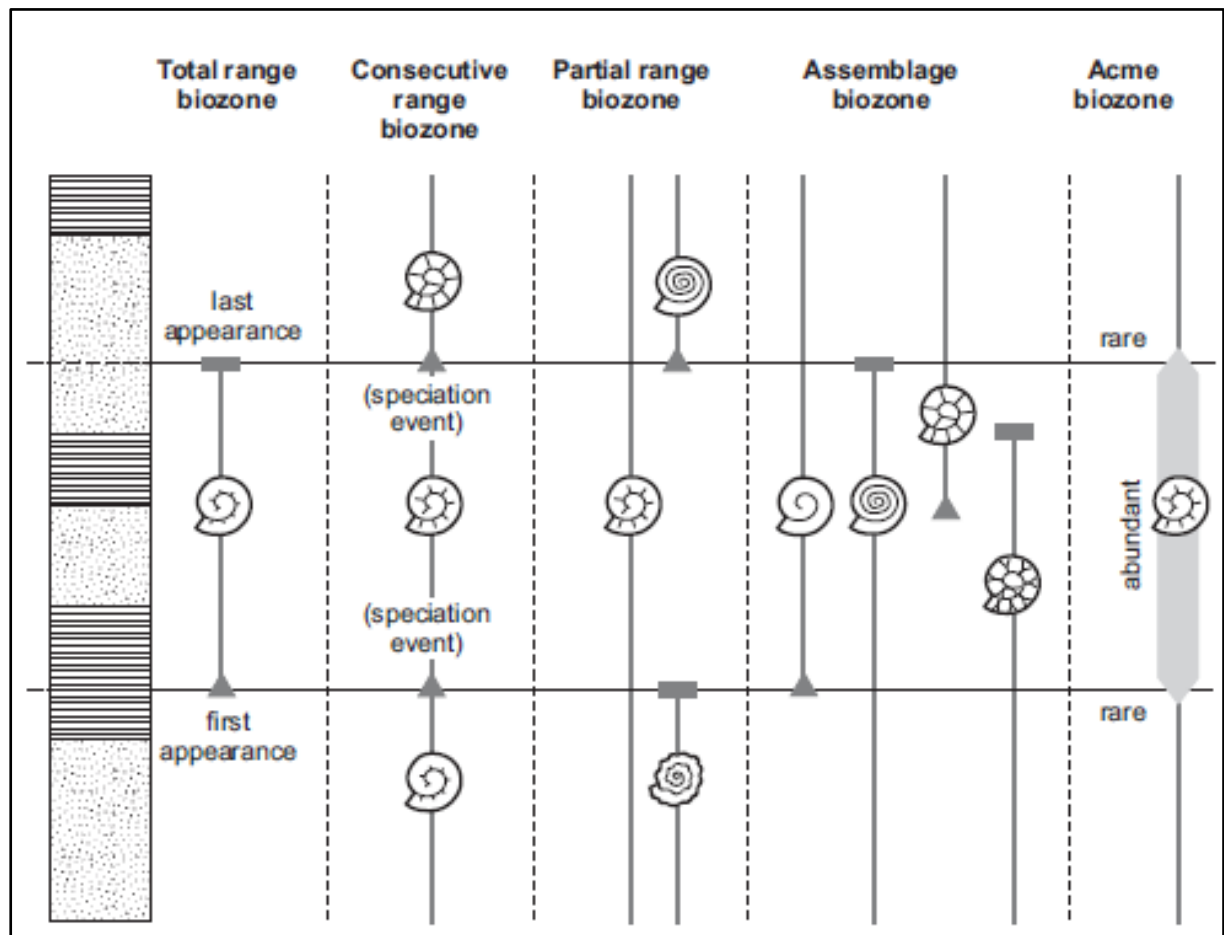 Total range
biozone
Consecutive
range
biozone
Partial range
biozone
Assemblage
biozone
Acme
biozone
last
appearance
rare
(speciation
event)
abundant
(speciation
event)
first
appearance
rare